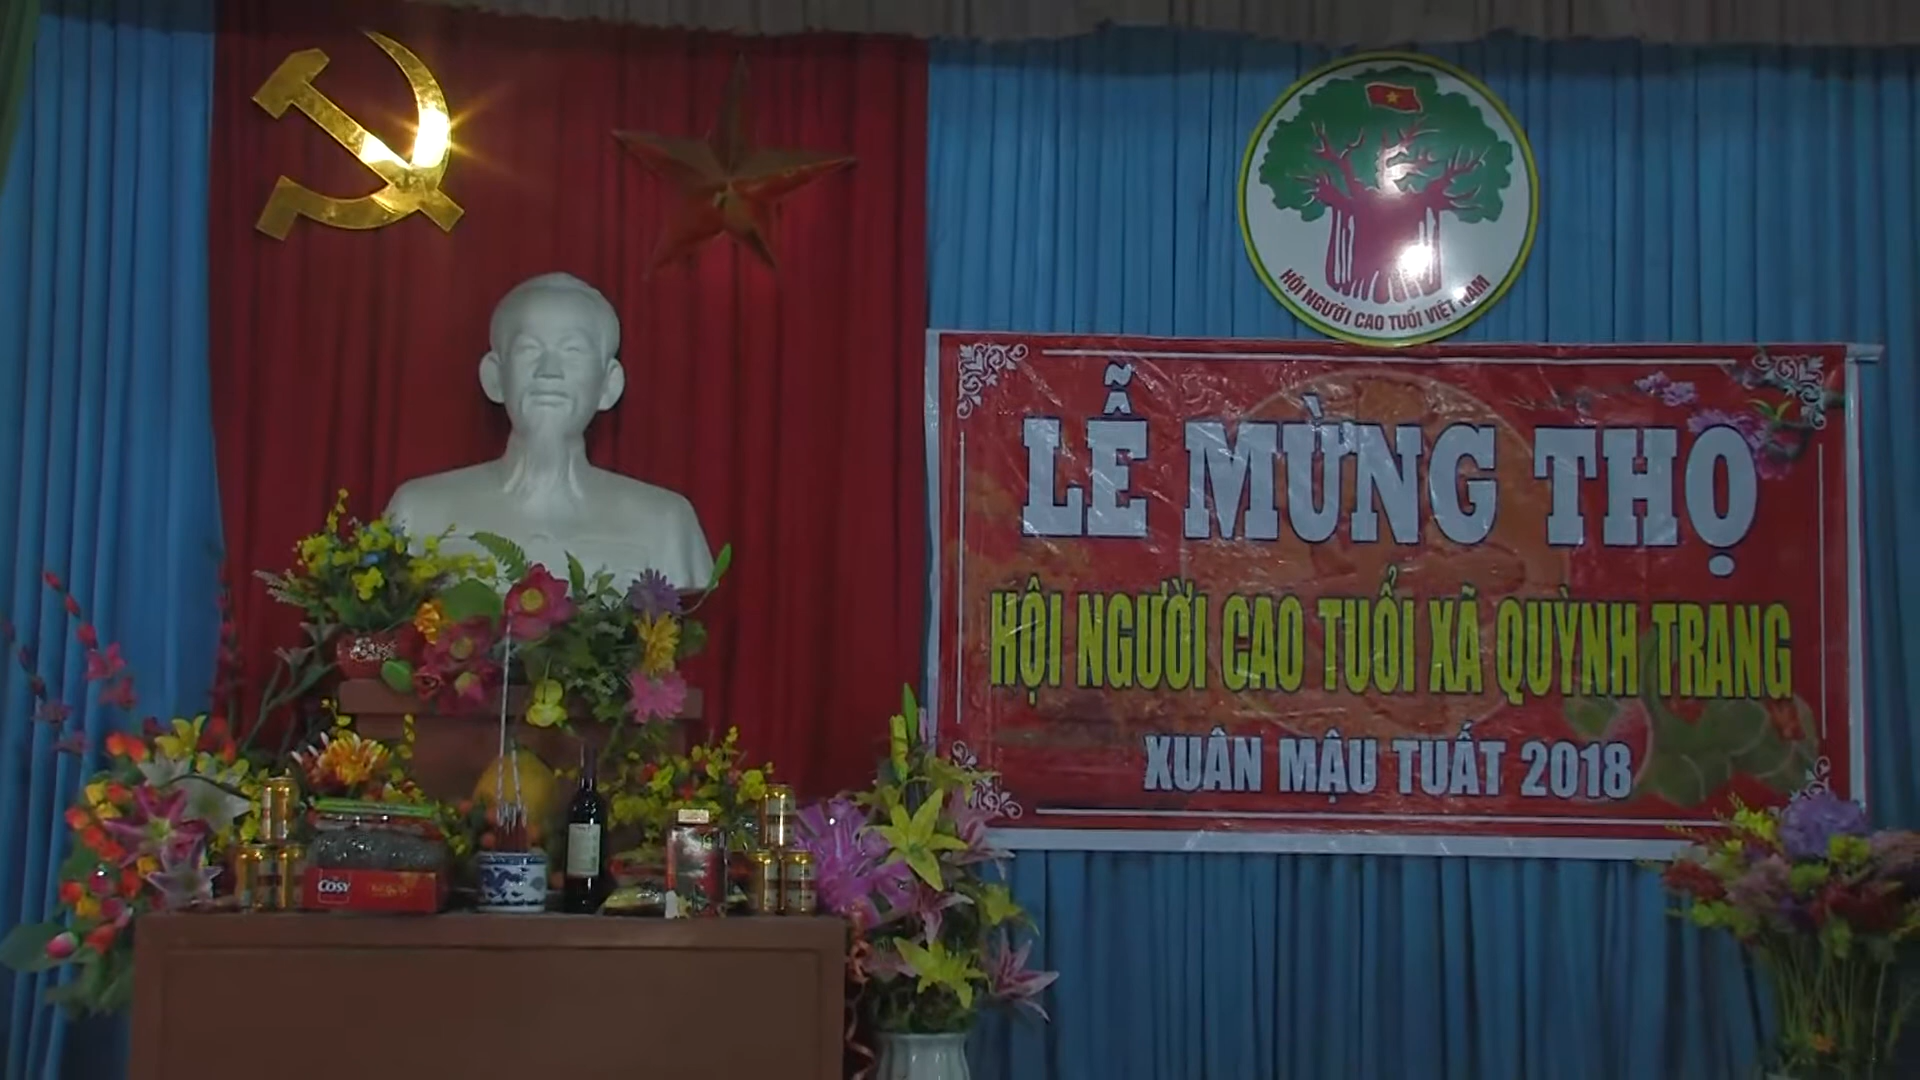 HỘI NGƯỜI CAO TUỔI VIỆT NAM
LỄ MỪNG THỌ
HỘI NGƯỜI CAO TUỔI XÃ QUỲNH TRANG
XUÂN MẬU TUẤT 2018
COSY